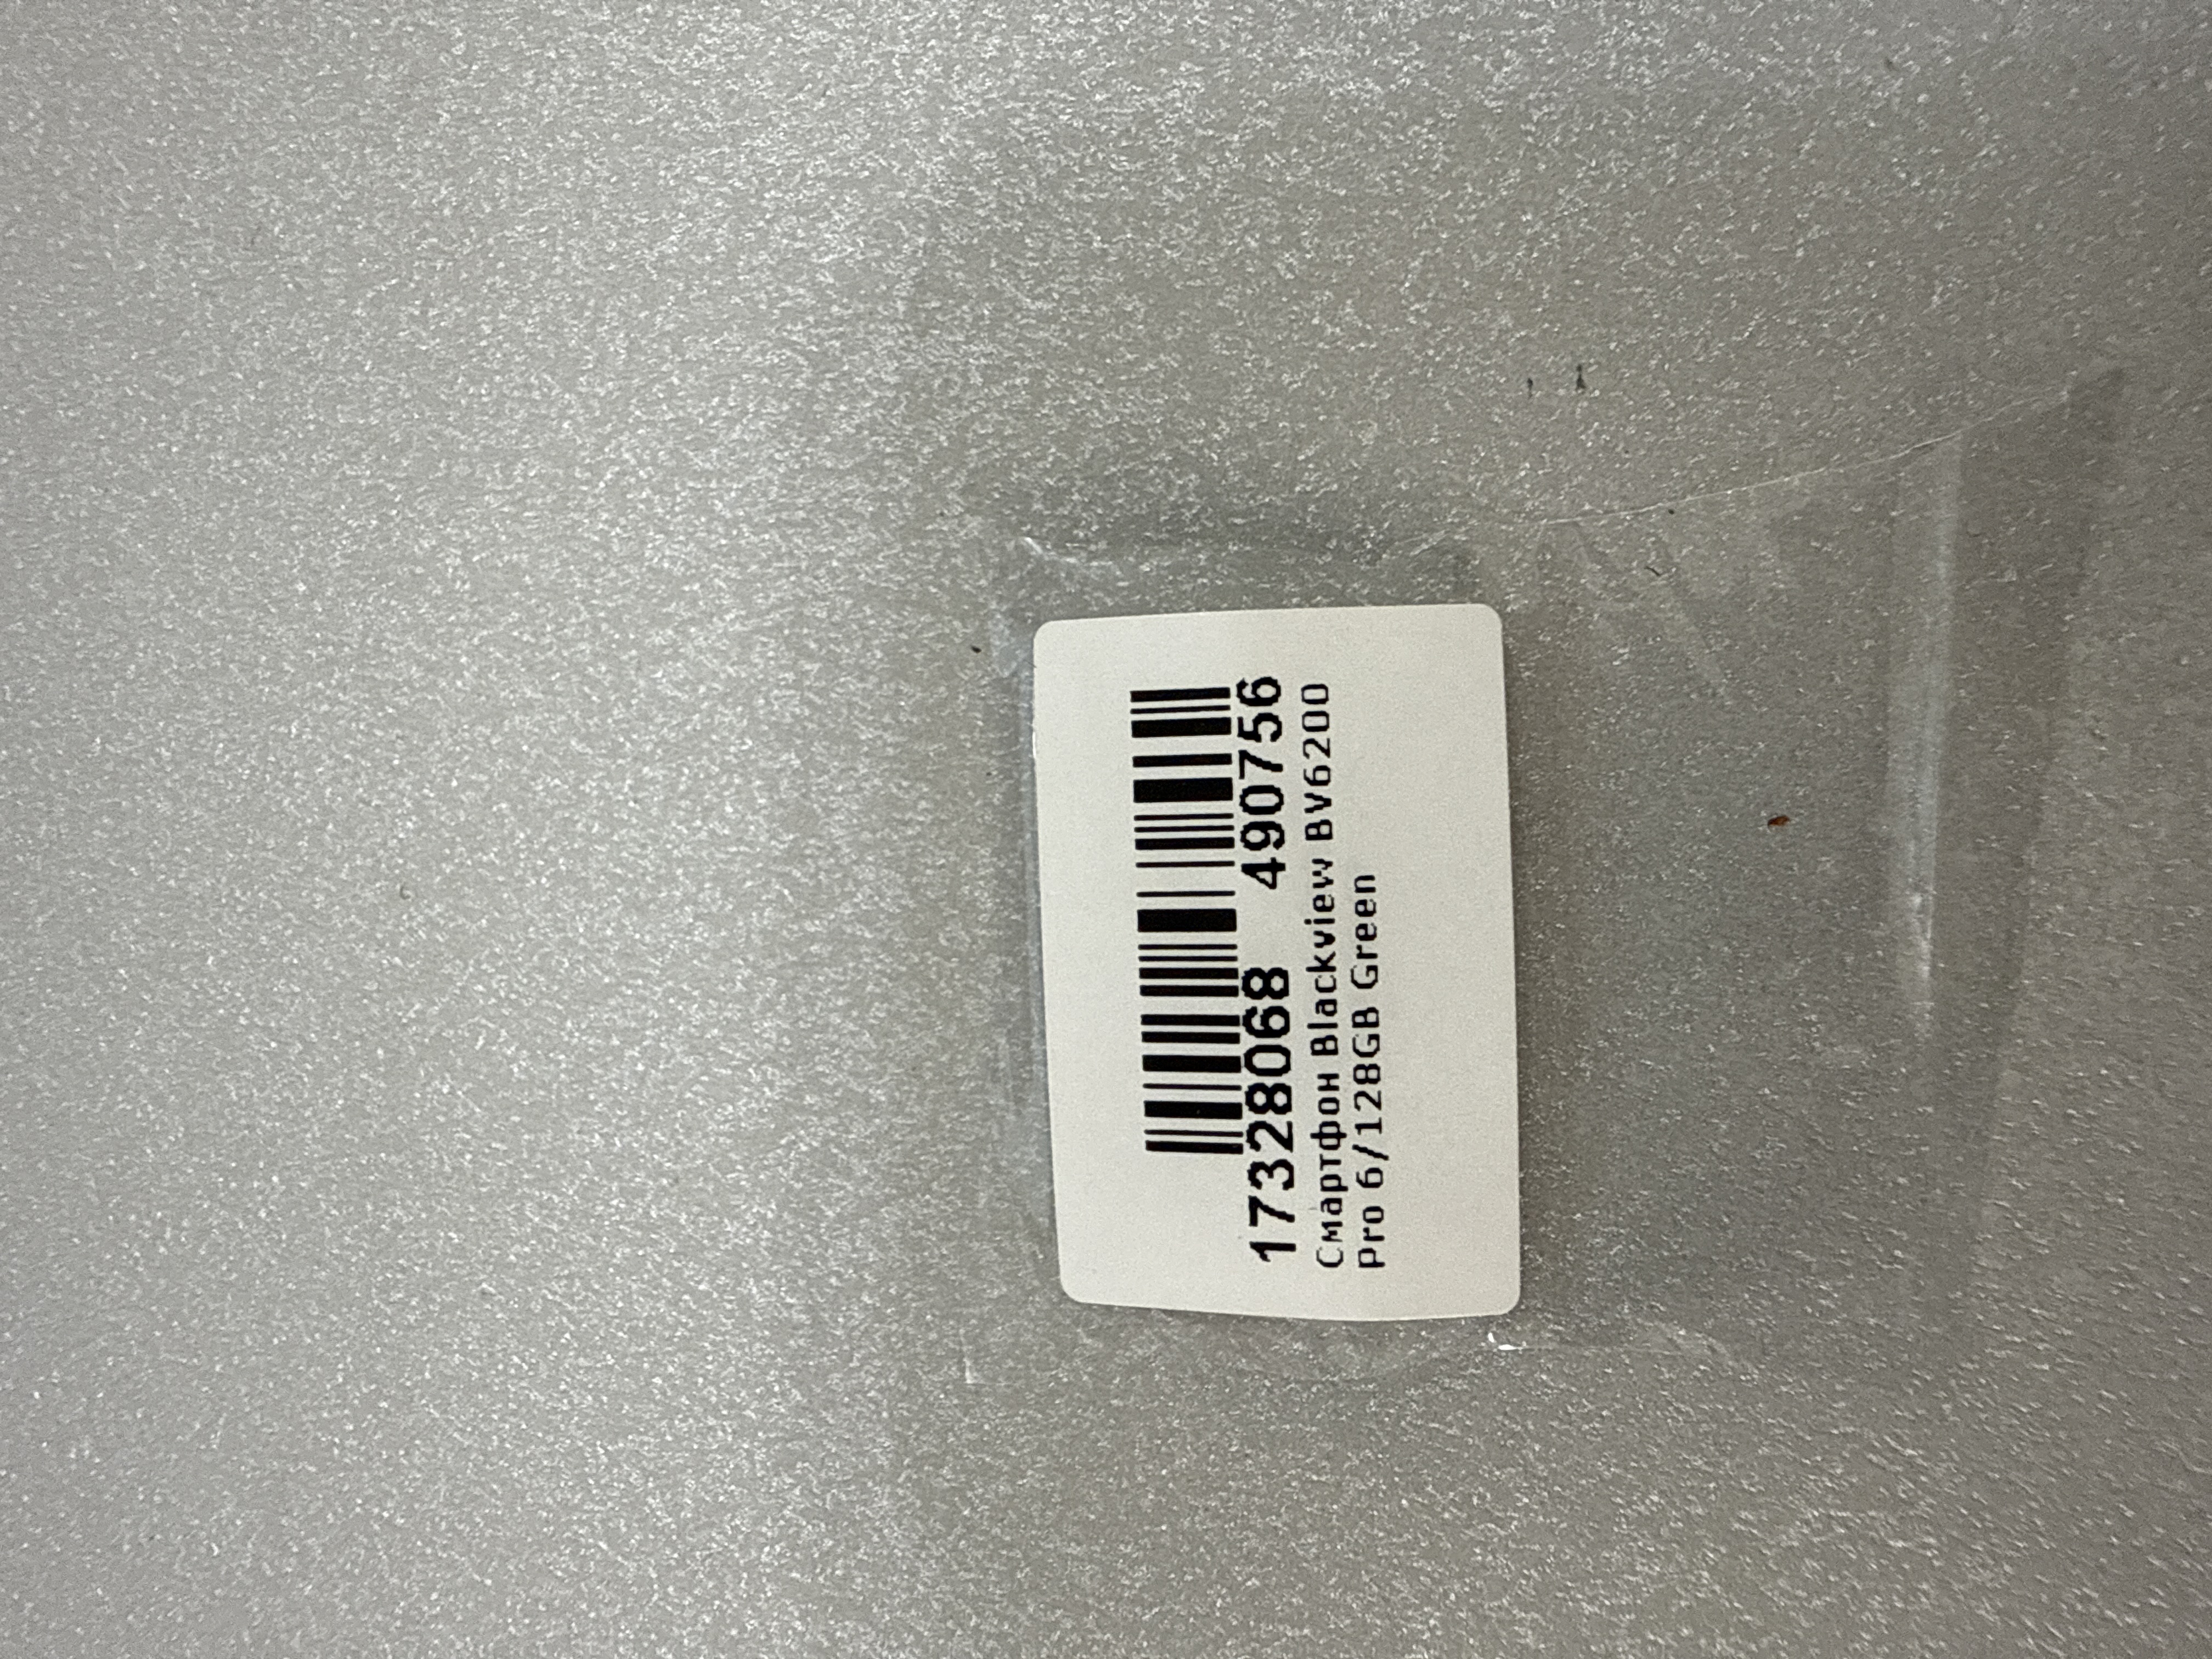 17328068 490756
Смартфон Blackview BV6200
Pro 6/128GB Green